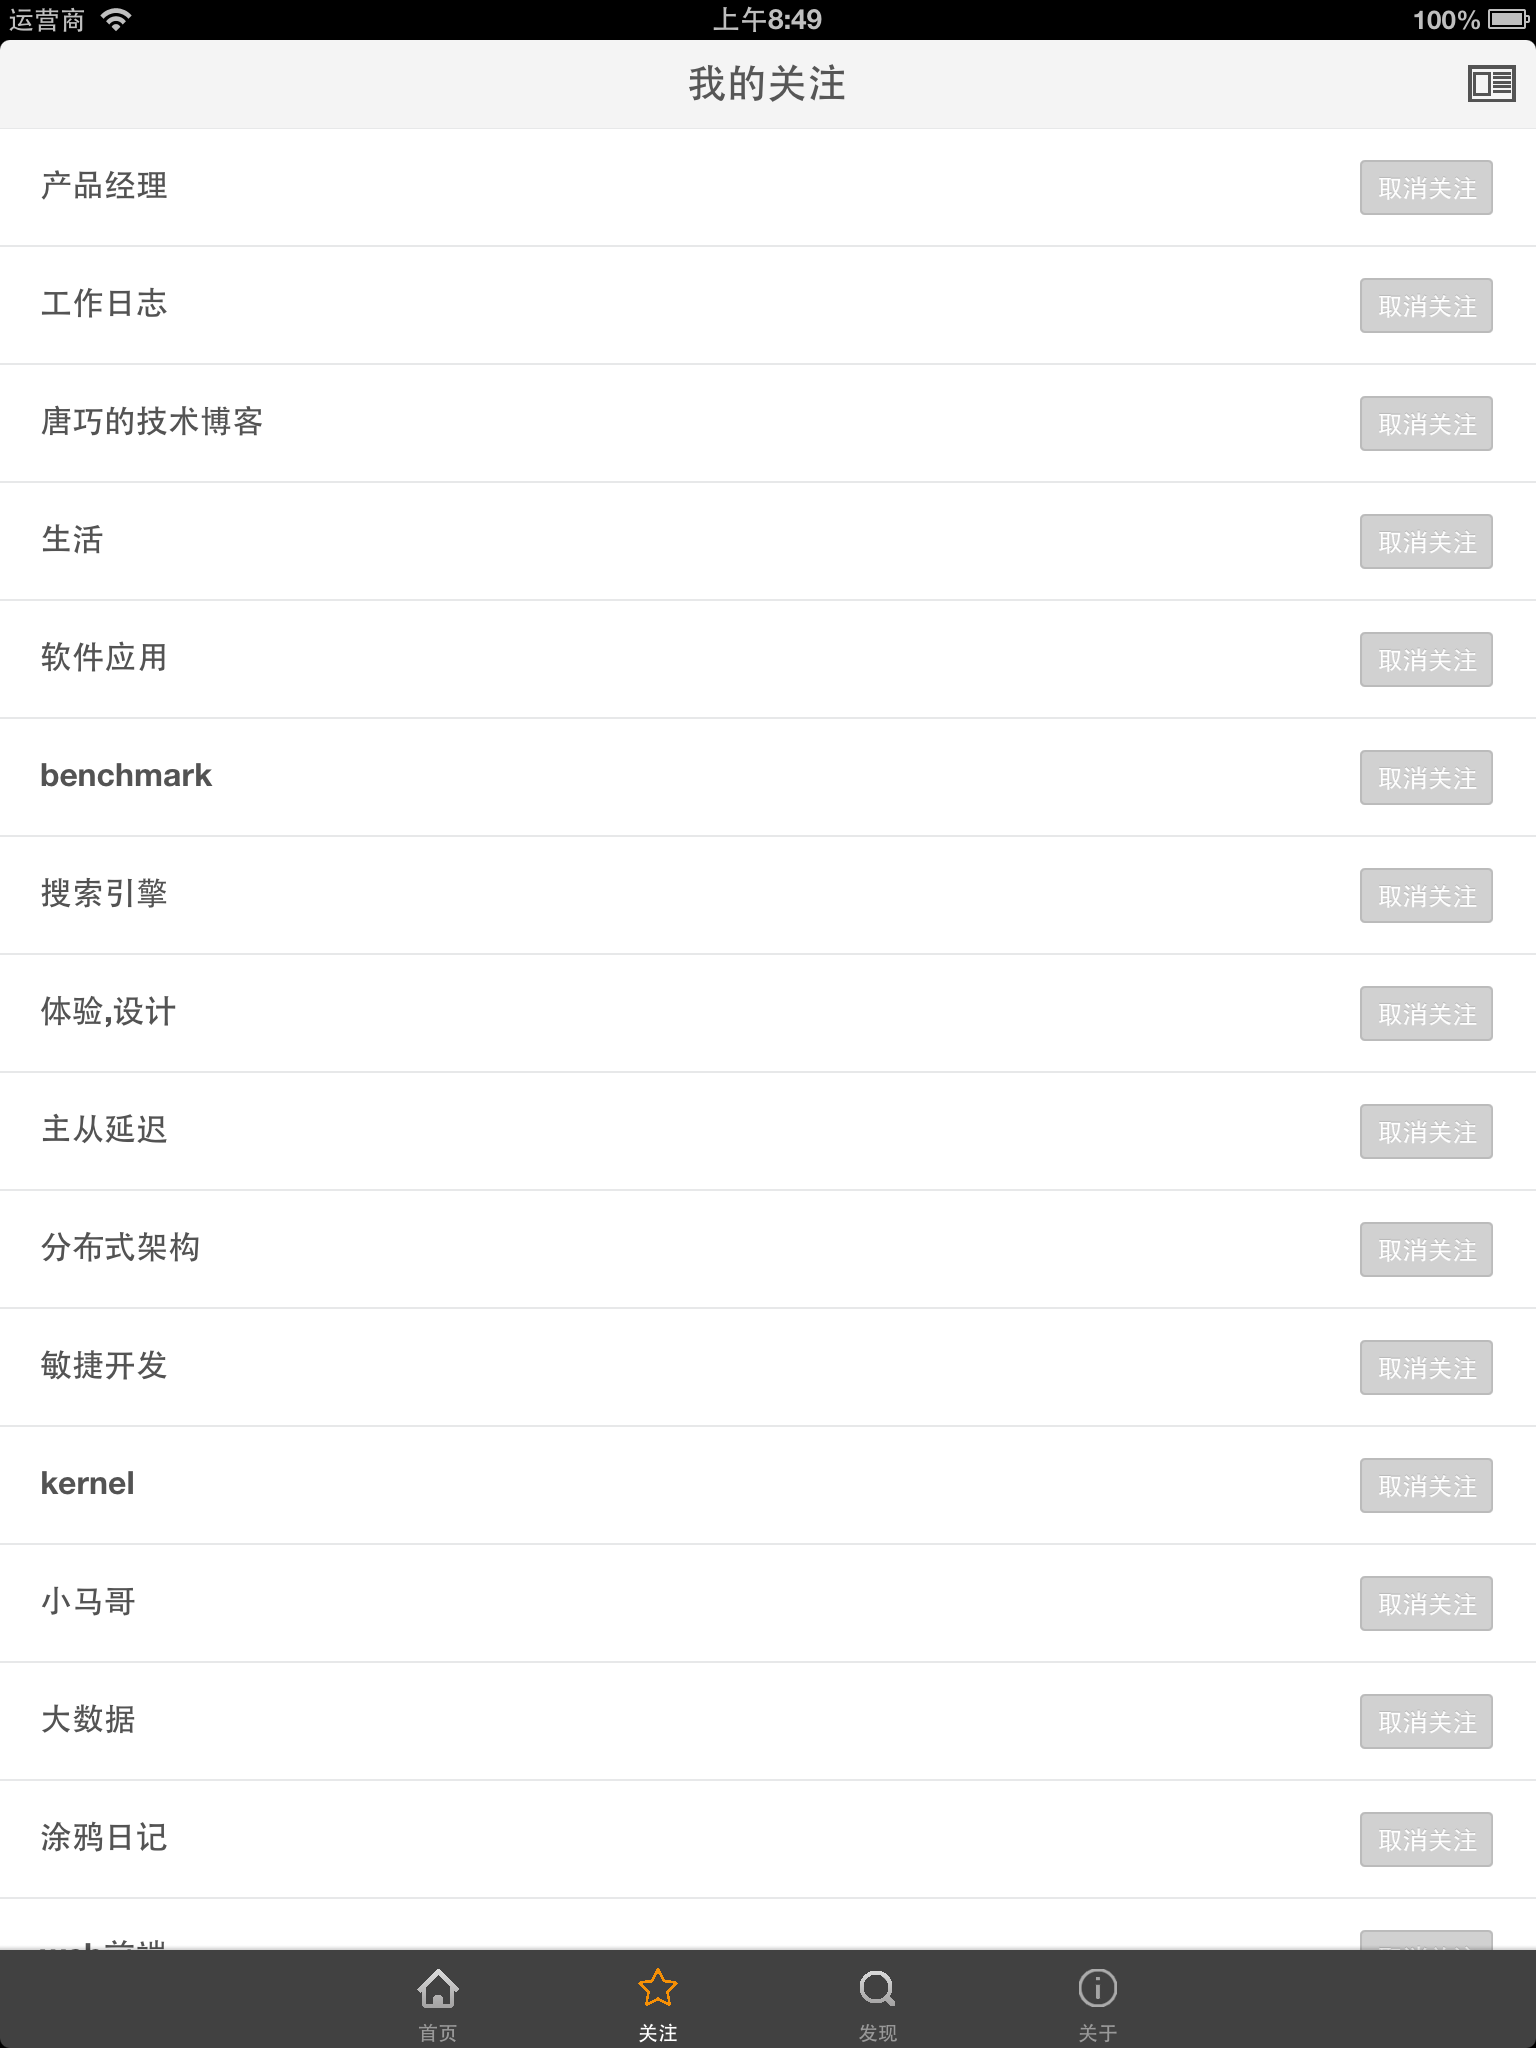 运营商
上午8:49
100%
我的关注
产品经理 取消关注
工作日志 取消关注
唐巧的技术博客 取消关注
生活 取消关注
软件应用 取消关注
benchmark 取消关注
搜索引擎 取消关注
体验,设计 取消关注
主从延迟 取消关注
分布式架构 取消关注
敏捷开发 取消关注
kernel 取消关注
小马哥 取消关注
大数据 取消关注
涂鸦日记 取消关注
web前端
首页 关注 发现 关于